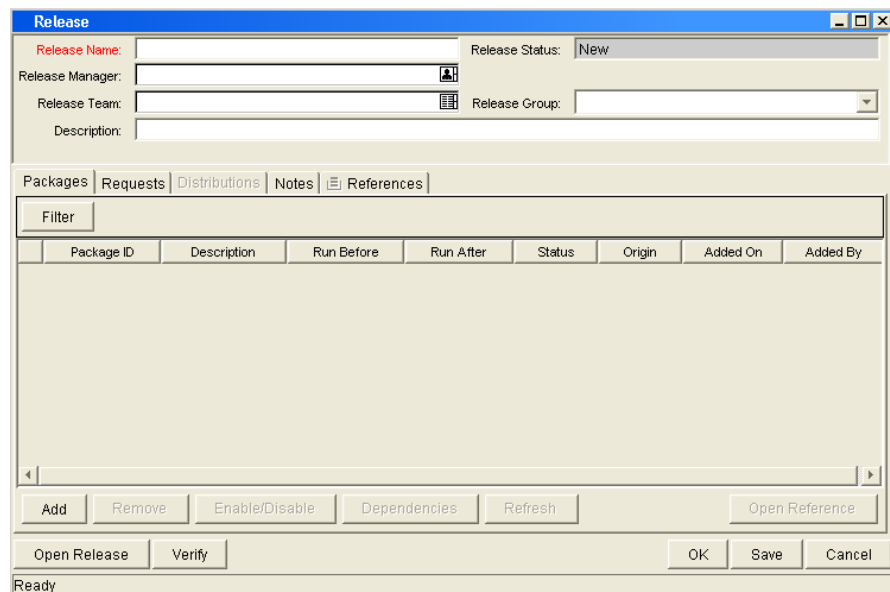 Release
Release Name: Release Status: New
Release Manager:
Release Team: Release Group:
Description:
Packages Requests Distributions Notes References
Filter
Package ID Description Run Before Run After Status Origin Added On Added By
Add Remove Enable/Disable Dependencies Refresh Open Reference
Open Release Verify OK Save Cancel
Ready